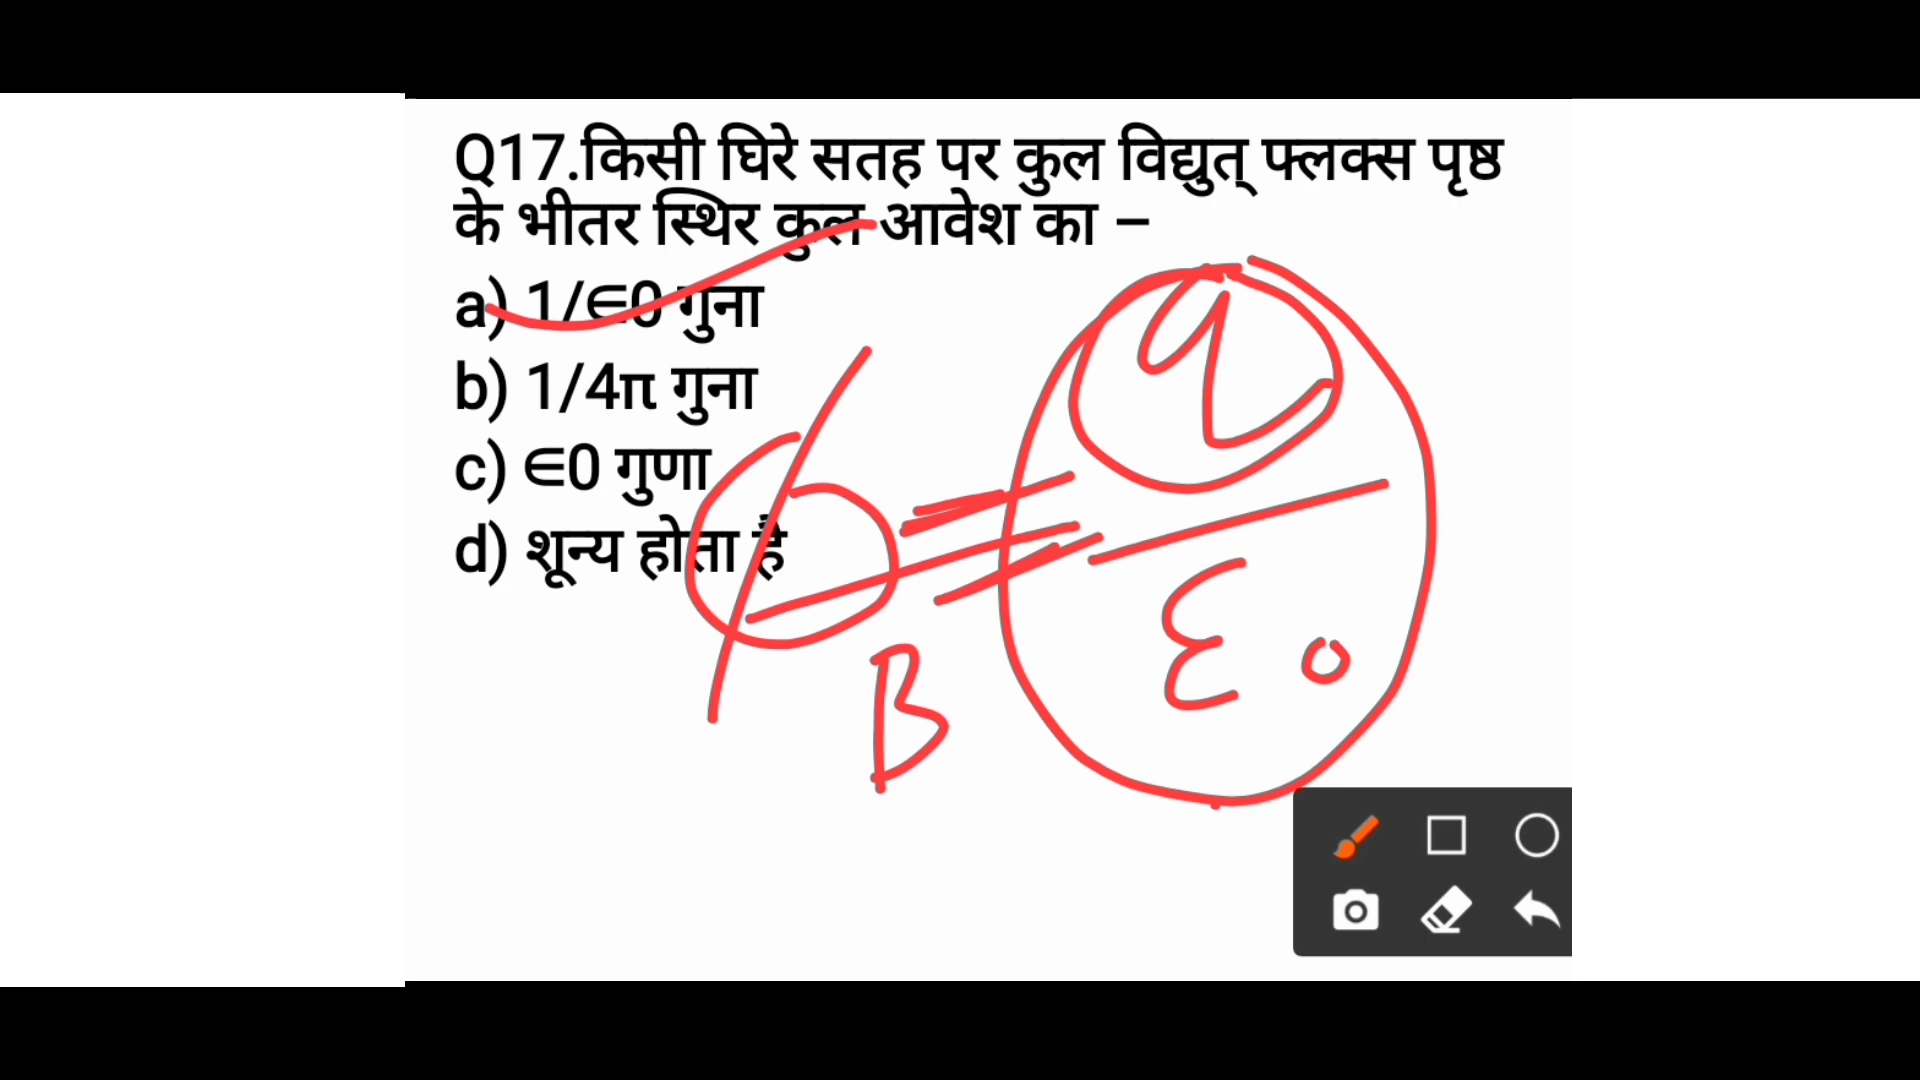 Q17.किसी घिरे सतह पर कुल विद्युत् फ्लक्स पृष्ठ
के भीतर स्थिर कुल आवेश का –
a) 1/∈0 गुना
b) 1/4π गुना
c) ∈0 गुणा
d) शून्य होता है
ϕ = q
ε0
B